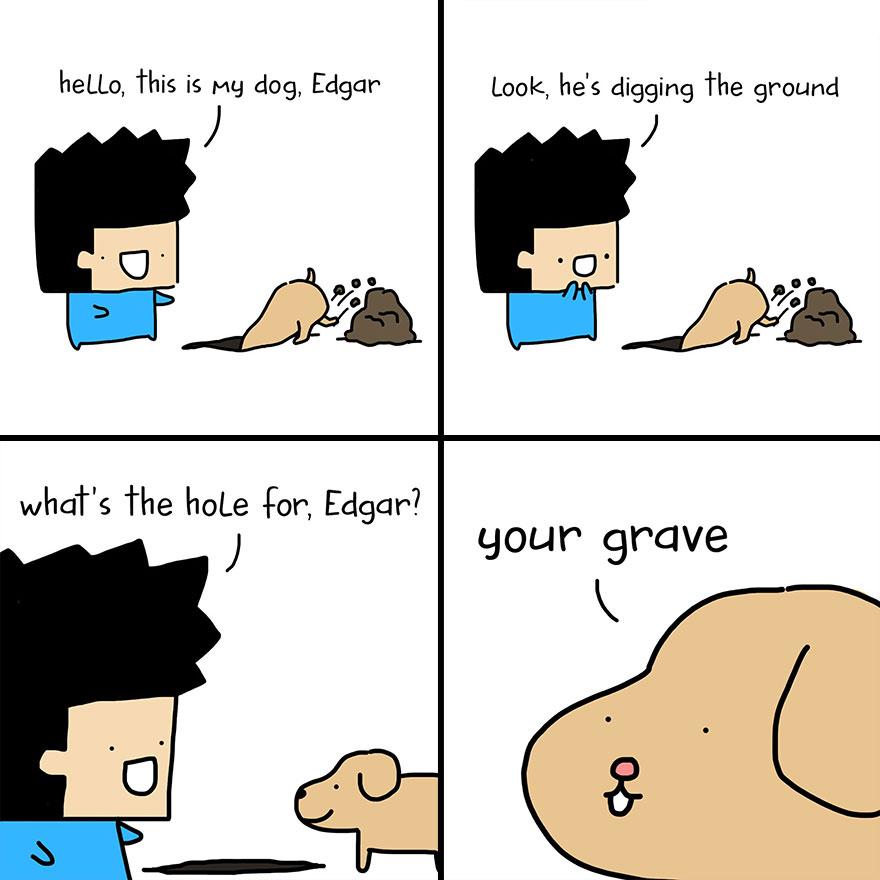 hello, this is my dog, Edgar
Look, he's digging the ground
what's the hole for, Edgar?
your grave